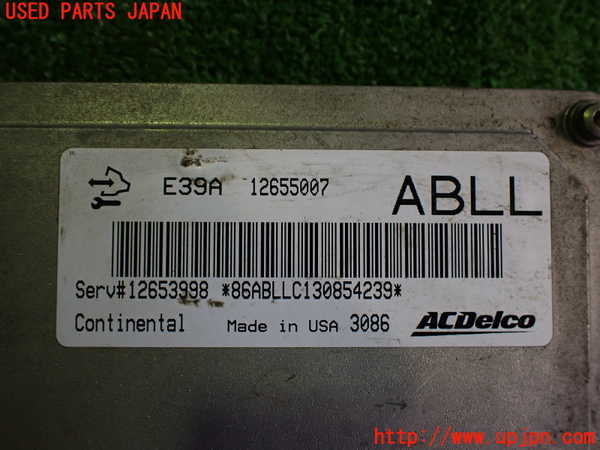 USED PARTS JAPAN
E39A 12655007 ABLL
Serv#12653998 *86ABLLC130854239*
Continental Made in USA 3086 ACDelco
http://www.upjpn.com